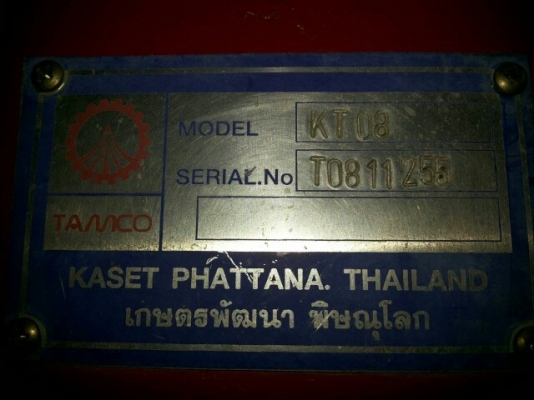 MODEL KT08
SERIAL.No T0811255
TAMCO
KASET PHATTANA. THAILAND
เกษตรพัฒนา พิษณุโลก